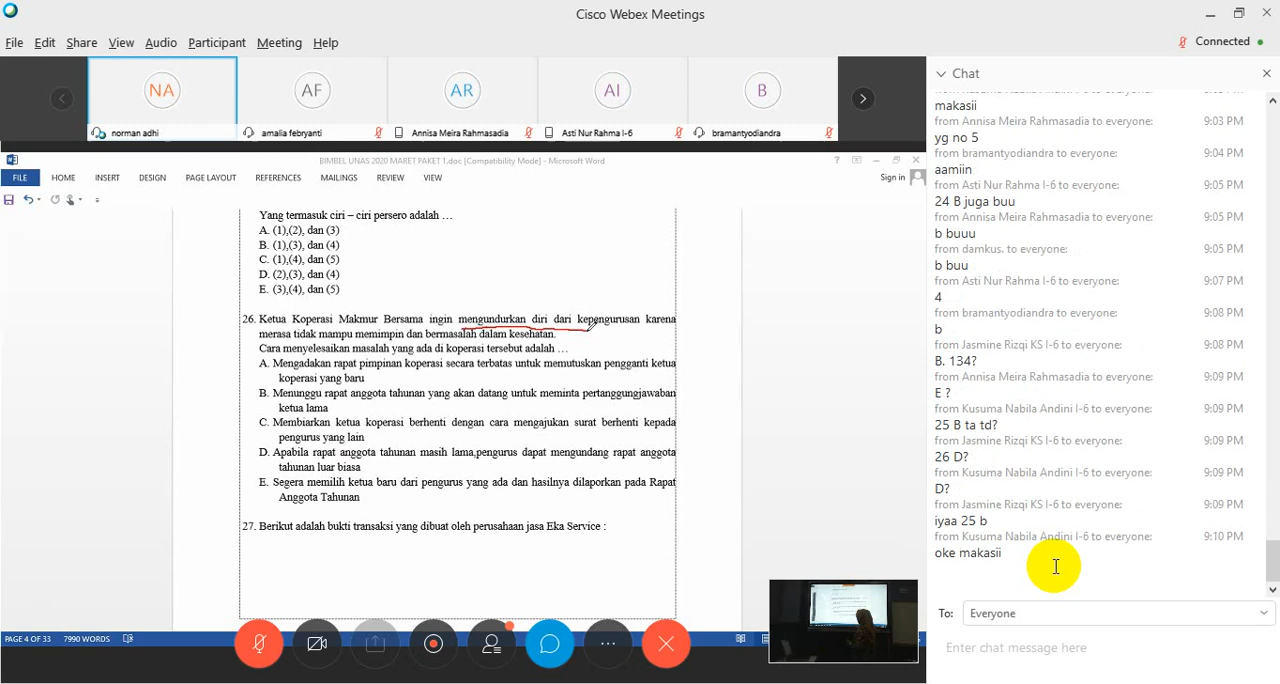 Cisco Webex Meetings
File Edit Share View Audio Participant Meeting Help
Connected
NA
AF
AR
AI
B
norman adhi
amalia febryanti
Annisa Meira Rahmasadia
Asti Nur Rahma I-6
bramantyodiandra
BIMBEL UNAS 2020 MARET PAKET 1.doc [Compatibility Mode] - Microsoft Word
FILE HOME INSERT DESIGN PAGE LAYOUT REFERENCES MAILINGS REVIEW VIEW
Sign in
Yang termasuk ciri – ciri persero adalah …
A. (1),(2), dan (3)
B. (1),(3), dan (4)
C. (1),(4), dan (5)
D. (2),(3), dan (4)
E. (3),(4), dan (5)
26. Ketua Koperasi Makmur Bersama ingin mengundurkan diri dari kepengurusan karena
merasa tidak mampu memimpin dan bermasalah dalam kesehatan.
Cara menyelesaikan masalah yang ada di koperasi tersebut adalah …
A. Mengadakan rapat pimpinan koperasi secara terbatas untuk memutuskan pengganti ketua
koperasi yang baru
B. Menunggu rapat anggota tahunan yang akan datang untuk meminta pertanggungjawaban
ketua lama
C. Membiarkan ketua koperasi berhenti dengan cara mengajukan surat berhenti kepada
pengurus yang lain
D. Apabila rapat anggota tahunan masih lama,pengurus dapat mengundang rapat anggota
tahunan luar biasa
E. Segera memilih ketua baru dari pengurus yang ada dan hasilnya dilaporkan pada Rapat
Anggota Tahunan
27. Berikut adalah bukti transaksi yang dibuat oleh perusahaan jasa Eka Service :
PAGE 4 OF 33 7990 WORDS
Chat
makasii
from Annisa Meira Rahmasadia to everyone: 9:03 PM
yg no 5
from bramantyodiandra to everyone: 9:04 PM
aamiin
from Asti Nur Rahma I-6 to everyone: 9:05 PM
24 B juga buu
from Annisa Meira Rahmasadia to everyone: 9:05 PM
b buuu
from damkus. to everyone: 9:05 PM
b buu
from Asti Nur Rahma I-6 to everyone: 9:07 PM
4
from bramantyodiandra to everyone: 9:08 PM
b
from Jasmine Rizqi KS I-6 to everyone: 9:08 PM
B. 134?
from Annisa Meira Rahmasadia to everyone: 9:09 PM
E ?
from Kusuma Nabila Andini I-6 to everyone: 9:09 PM
25 B ta td?
from Jasmine Rizqi KS I-6 to everyone: 9:09 PM
26 D?
from Kusuma Nabila Andini I-6 to everyone: 9:09 PM
D?
from Jasmine Rizqi KS I-6 to everyone: 9:09 PM
iyaa 25 b
from Kusuma Nabila Andini I-6 to everyone: 9:10 PM
oke makasii
To: Everyone
Enter chat message here